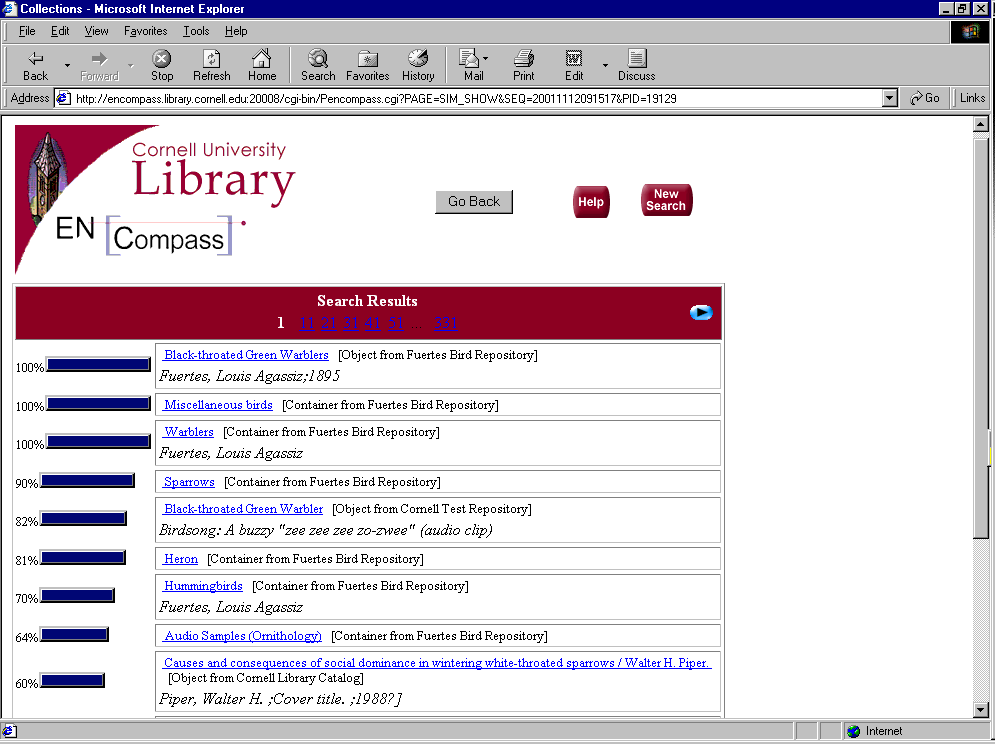 Collections - Microsoft Internet Explorer
File Edit View Favorites Tools Help
Back Forward Stop Refresh Home Search Favorites History Mail Print Edit Discuss
Address http://encompass.library.cornell.edu:20008/cgi-bin/Pencompass.cgi?PAGE=SIM_SHOW&SEQ=20011112091517&PID=19129 Go Links
Cornell University
Library
EN [Compass]
Go Back
Help
New Search
Search Results
1 11 21 31 41 51 ... 331
100% Black-throated Green Warblers [Object from Fuertes Bird Repository]
Fuertes, Louis Agassiz;1895
100% Miscellaneous birds [Container from Fuertes Bird Repository]
100% Warblers [Container from Fuertes Bird Repository]
Fuertes, Louis Agassiz
90% Sparrows [Container from Fuertes Bird Repository]
82% Black-throated Green Warbler [Object from Cornell Test Repository]
Birdsong: A buzzy "zee zee zee zo-zwee" (audio clip)
81% Heron [Container from Fuertes Bird Repository]
70% Hummingbirds [Container from Fuertes Bird Repository]
Fuertes, Louis Agassiz
64% Audio Samples (Ornithology) [Container from Fuertes Bird Repository]
60% Causes and consequences of social dominance in wintering white-throated sparrows / Walter H. Piper.
[Object from Cornell Library Catalog]
Piper, Walter H. ;Cover title. ;1988?]
Internet